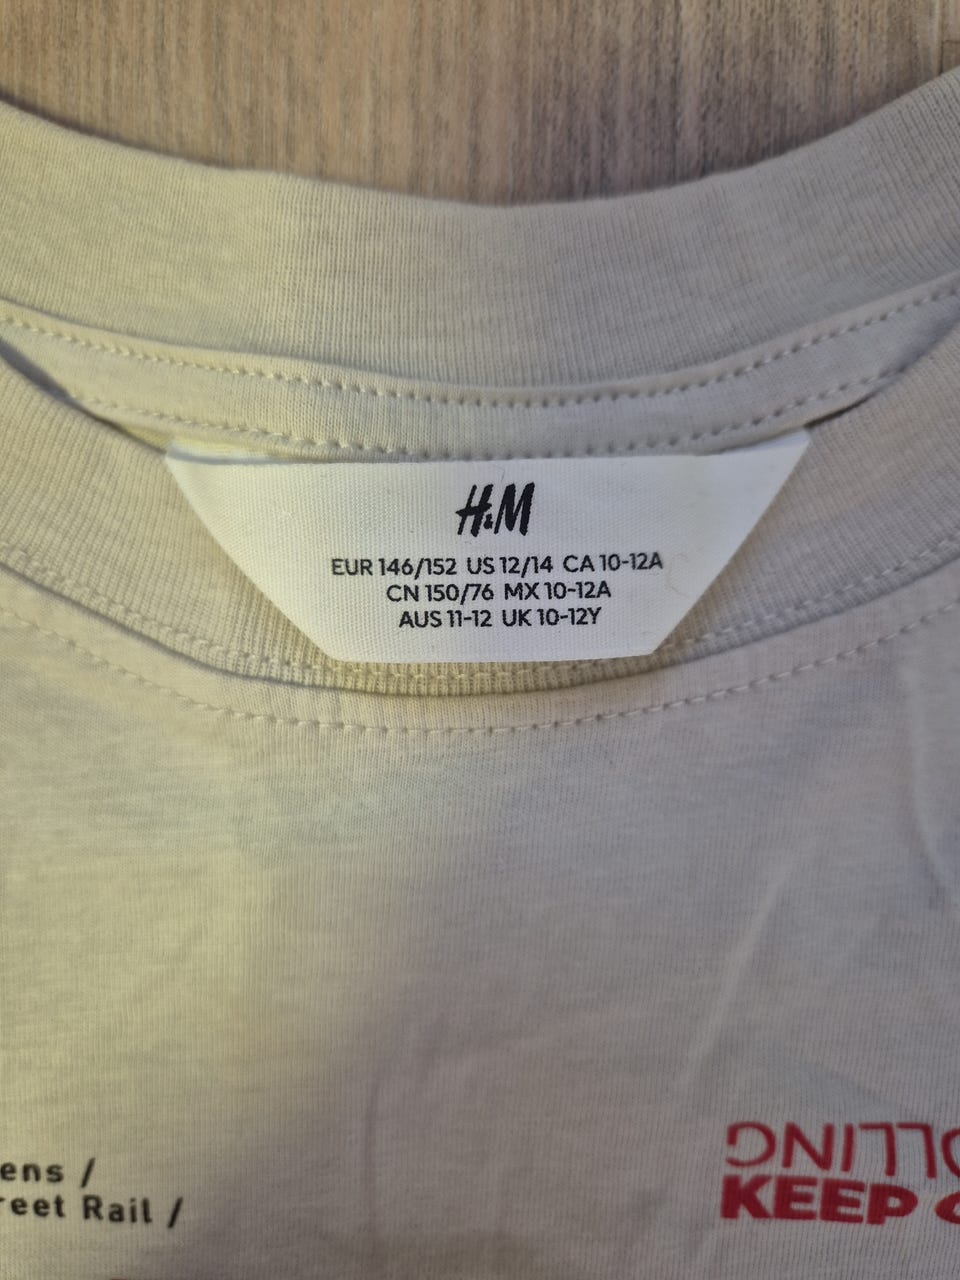 H&M
EUR 146/152 US 12/14 CA 10-12A
CN 150/76 MX 10-12A
AUS 11-12 UK 10-12Y
ens /
reet Rail /
KEEP